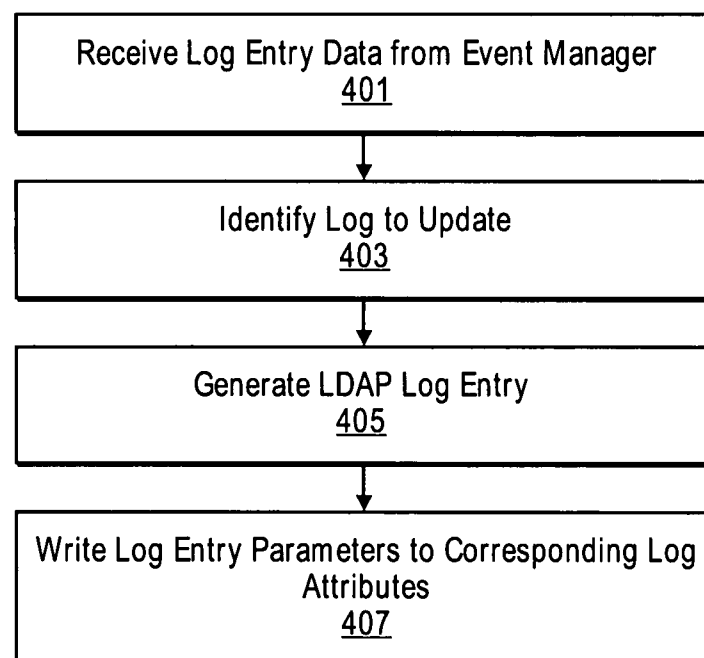 Receive Log Entry Data from Event Manager
401
Identify Log to Update
403
Generate LDAP Log Entry
405
Write Log Entry Parameters to Corresponding Log
Attributes
407